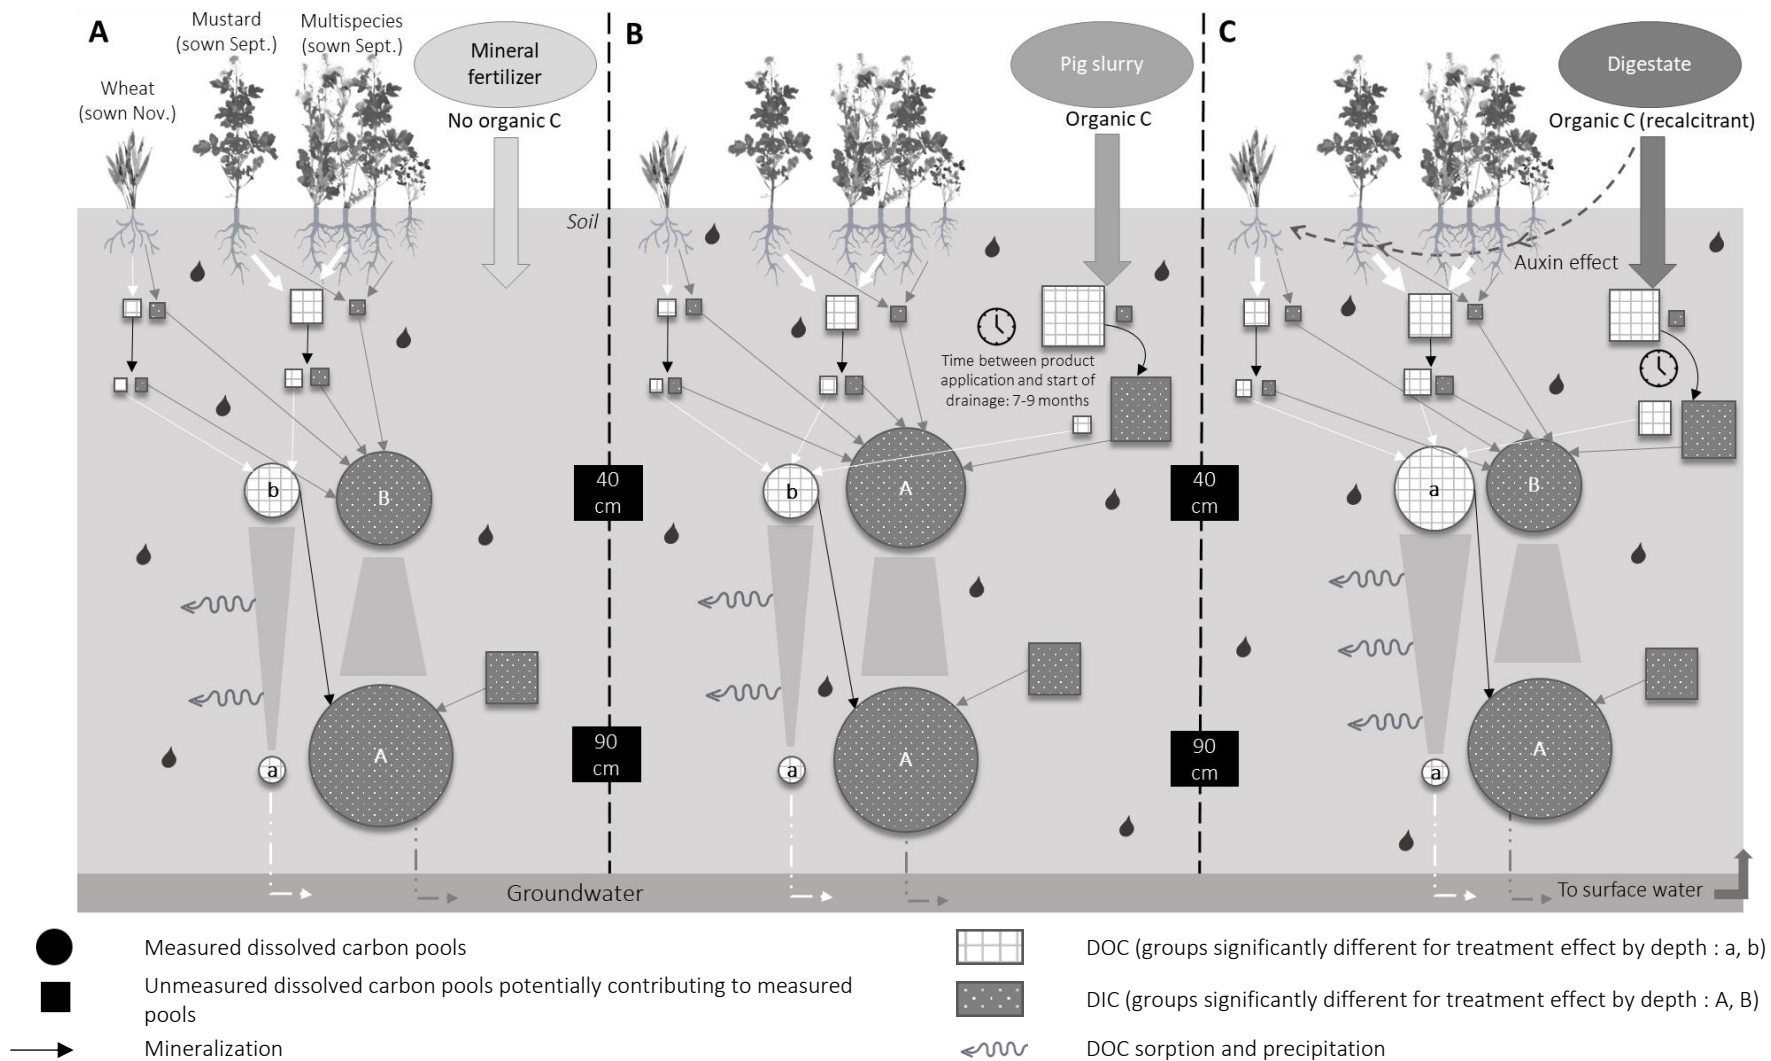 A
Mustard
(sown Sept.)
Multispecies
(sown Sept.)
Wheat
(sown Nov.)
Mineral
fertilizer
No organic C
Soil
b
B
a
A
B
Pig slurry
Organic C
Time between product
application and start of
drainage: 7-9 months
40
cm
b
A
90
cm
a
A
C
Digestate
Organic C (recalcitrant)
Auxin effect
40
cm
a
B
90
cm
a
A
Groundwater
To surface water
Measured dissolved carbon pools
Unmeasured dissolved carbon pools potentially contributing to measured
pools
Mineralization
DOC (groups significantly different for treatment effect by depth : a, b)
DIC (groups significantly different for treatment effect by depth : A, B)
DOC sorption and precipitation